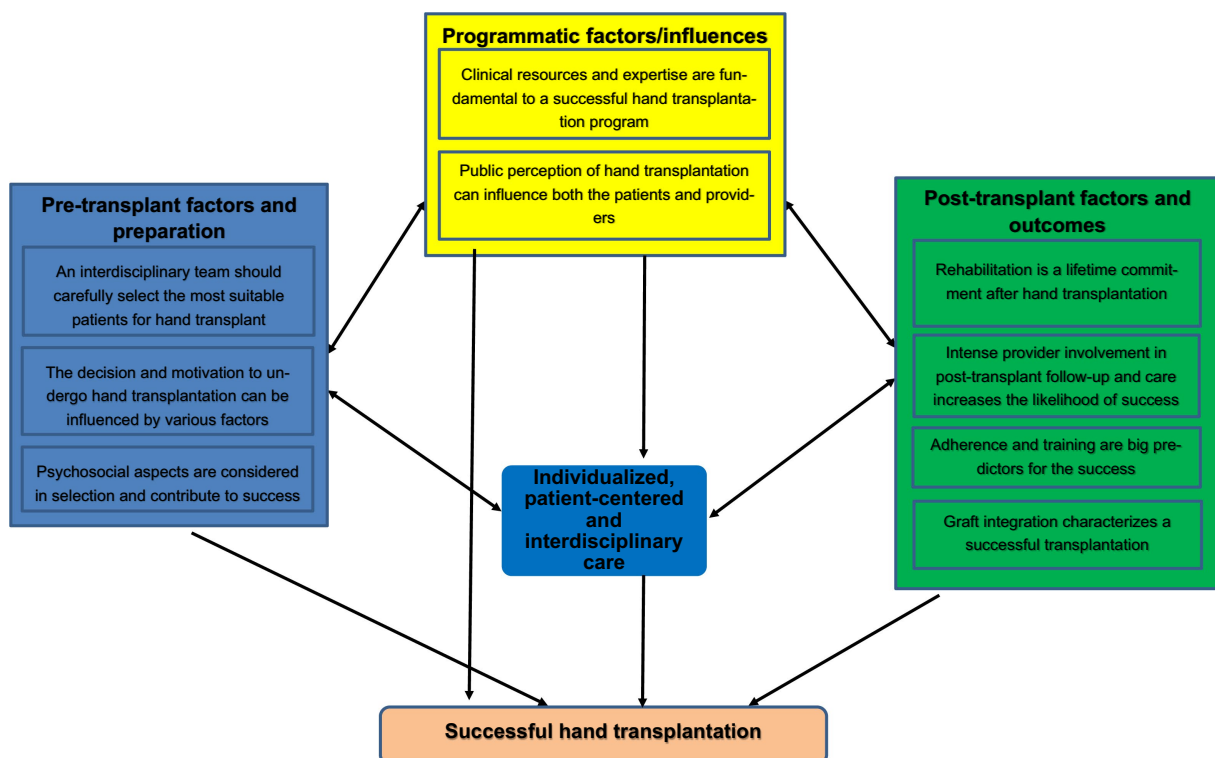 Programmatic factors/influences
Clinical resources and expertise are fun-
damental to a successful hand transplanta-
tion program
Public perception of hand transplantation
can influence both the patients and provid-
ers
Pre-transplant factors and
preparation
An interdisciplinary team should
carefully select the most suitable
patients for hand transplant
The decision and motivation to un-
dergo hand transplantation can be
influenced by various factors
Psychosocial aspects are considered
in selection and contribute to success
Post-transplant factors and
outcomes
Rehabilitation is a lifetime commit-
ment after hand transplantation
Intense provider involvement in
post-transplant follow-up and care
increases the likelihood of success
Adherence and training are big pre-
dictors for the success
Graft integration characterizes a
successful transplantation
Individualized,
patient-centered
and
interdisciplinary
care
Successful hand transplantation